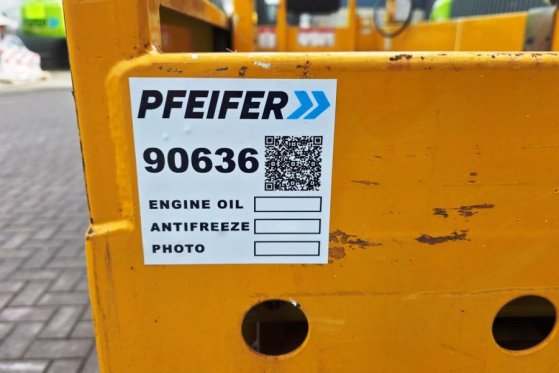 PFEIFER
90636
ENGINE OIL
ANTIFREEZE
PHOTO